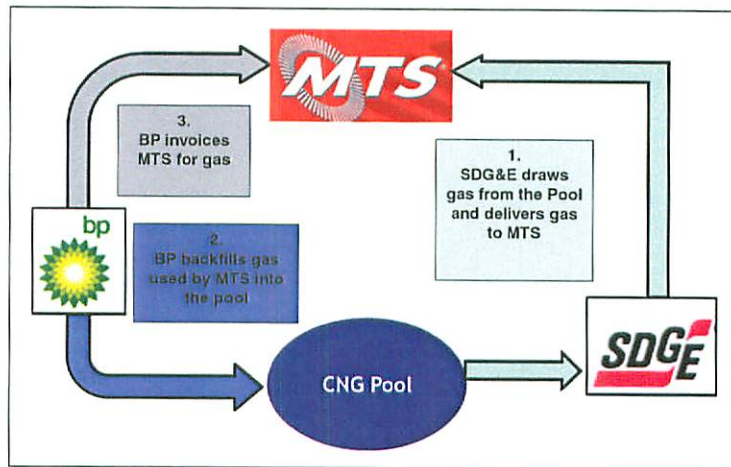 MTS
3.
BP invoices
MTS for gas
1.
SDG&E draws
gas from the Pool
and delivers gas
to MTS
bp
2.
BP backfills gas
used by MTS into
the pool
CNG Pool
SDGE